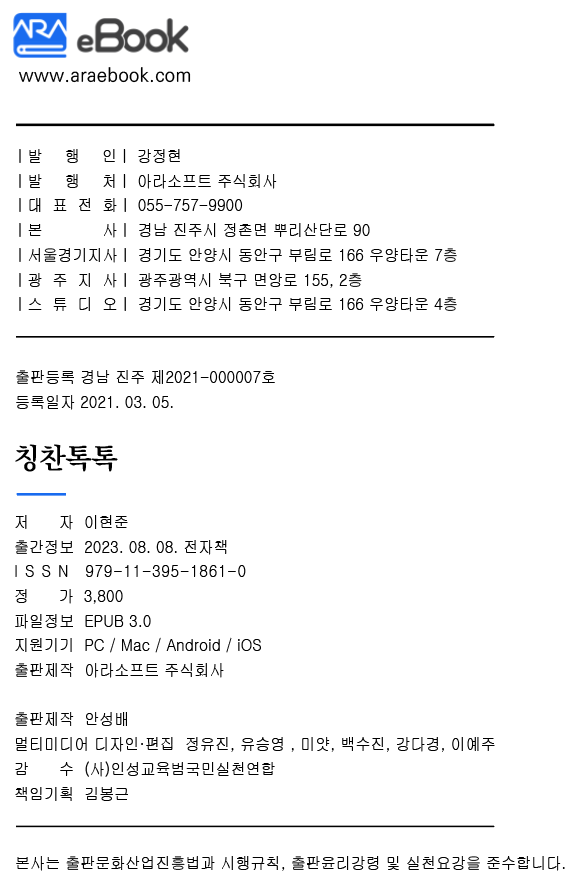 ARA eBook
www.araebook.com
| 발 행 인 | 강정현
| 발 행 처 | 아라소프트 주식회사
| 대 표 전 화 | 055-757-9900
| 본 사 | 경남 진주시 정촌면 뿌리산단로 90
| 서울경기지사 | 경기도 안양시 동안구 부림로 166 우양타운 7층
| 광 주 지 사 | 광주광역시 북구 면앙로 155, 2층
| 스 튜 디 오 | 경기도 안양시 동안구 부림로 166 우양타운 4층
출판등록 경남 진주 제2021-000007호
등록일자 2021. 03. 05.
칭찬톡톡
저 자 이현준
출간정보 2023. 08. 08. 전자책
I S S N 979-11-395-1861-0
정 가 3,800
파일정보 EPUB 3.0
지원기기 PC / Mac / Android / iOS
출판제작 아라소프트 주식회사
출판제작 안성배
멀티미디어 디자인·편집 정유진, 유승영 , 미얏, 백수진, 강다경, 이예주
감 수 (사)인성교육범국민실천연합
책임기획 김봉근
본사는 출판문화산업진흥법과 시행규칙, 출판윤리강령 및 실천요강을 준수합니다.